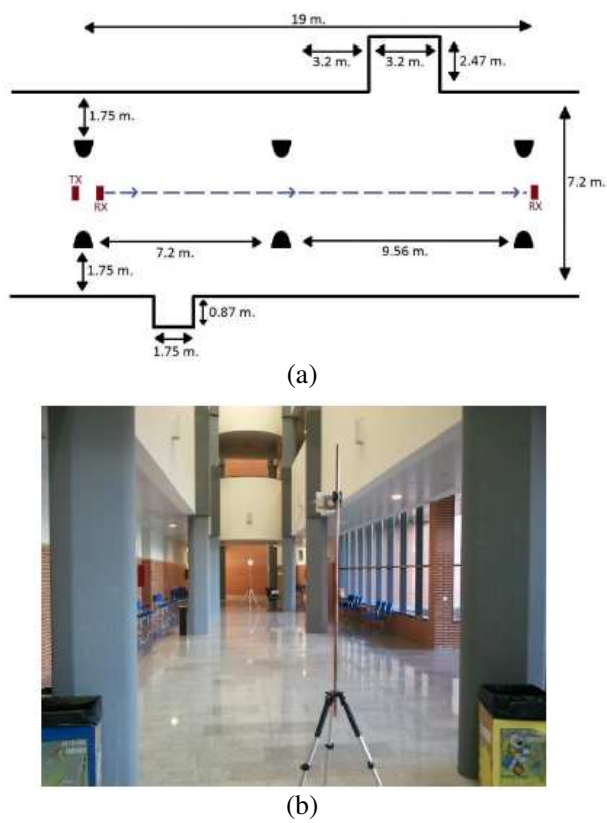 19 m.
3.2 m.
3.2 m.
2.47 m.
1.75 m.
TX
RX
RX
7.2 m.
7.2 m.
9.56 m.
1.75 m.
0.87 m.
1.75 m.
(a)
(b)